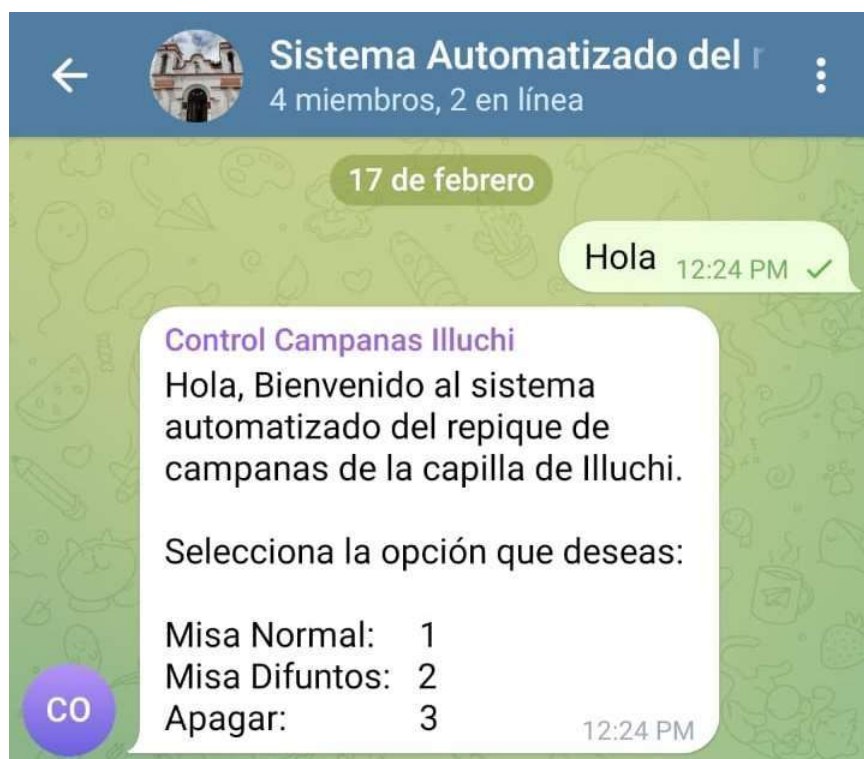 Sistema Automatizado del r
4 miembros, 2 en línea
17 de febrero
Hola 12:24 PM
Control Campanas Illuchi
Hola, Bienvenido al sistema
automatizado del repique de
campanas de la capilla de Illuchi.
Selecciona la opción que deseas:
Misa Normal: 1
Misa Difuntos: 2
Apagar: 3
CO
12:24 PM